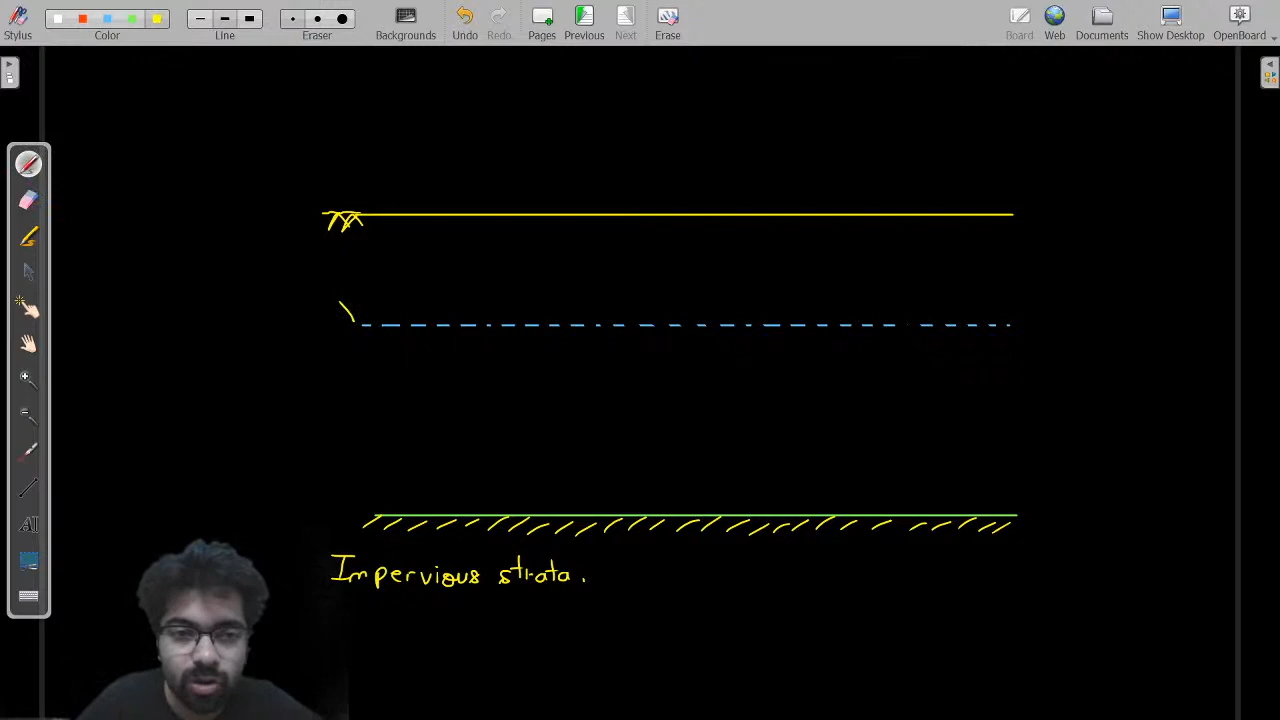 Stylus
Color
Line
Eraser
Backgrounds
Undo
Redo
Pages
Previous
Next
Erase
Board
Web
Documents
Show Desktop
OpenBoard
Impervious strata.